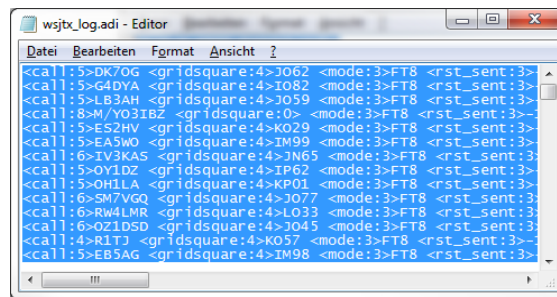 wsjtx_log.adi - Editor
Datei Bearbeiten Format Ansicht ?
<call:5>DK7OG <gridsquare:4>JO62 <mode:3>FT8 <rst_sent:3>
<call:5>G4DYA <gridsquare:4>IO82 <mode:3>FT8 <rst_sent:3>
<call:5>LB3AH <gridsquare:4>JO59 <mode:3>FT8 <rst_sent:3>
<call:8>M/YO3IBZ <gridsquare:0> <mode:3>FT8 <rst_sent:3>-
<call:5>ES2HV <gridsquare:4>KO29 <mode:3>FT8 <rst_sent:3>
<call:5>EA5WO <gridsquare:4>IM99 <mode:3>FT8 <rst_sent:3>
<call:6>IV3KAS <gridsquare:4>JN65 <mode:3>FT8 <rst_sent:3
<call:5>OY1DZ <gridsquare:4>IP62 <mode:3>FT8 <rst_sent:3>
<call:5>OH1LA <gridsquare:4>KP01 <mode:3>FT8 <rst_sent:3>
<call:6>SM7VGQ <gridsquare:4>JO77 <mode:3>FT8 <rst_sent:3
<call:6>RW4LMR <gridsquare:4>LO33 <mode:3>FT8 <rst_sent:3
<call:6>OZ1DSD <gridsquare:4>JO45 <mode:3>FT8 <rst_sent:3
<call:4>R1TJ <gridsquare:4>KO57 <mode:3>FT8 <rst_sent:3>-
<call:5>EB5AG <gridsquare:4>IM98 <mode:3>FT8 <rst_sent:3>